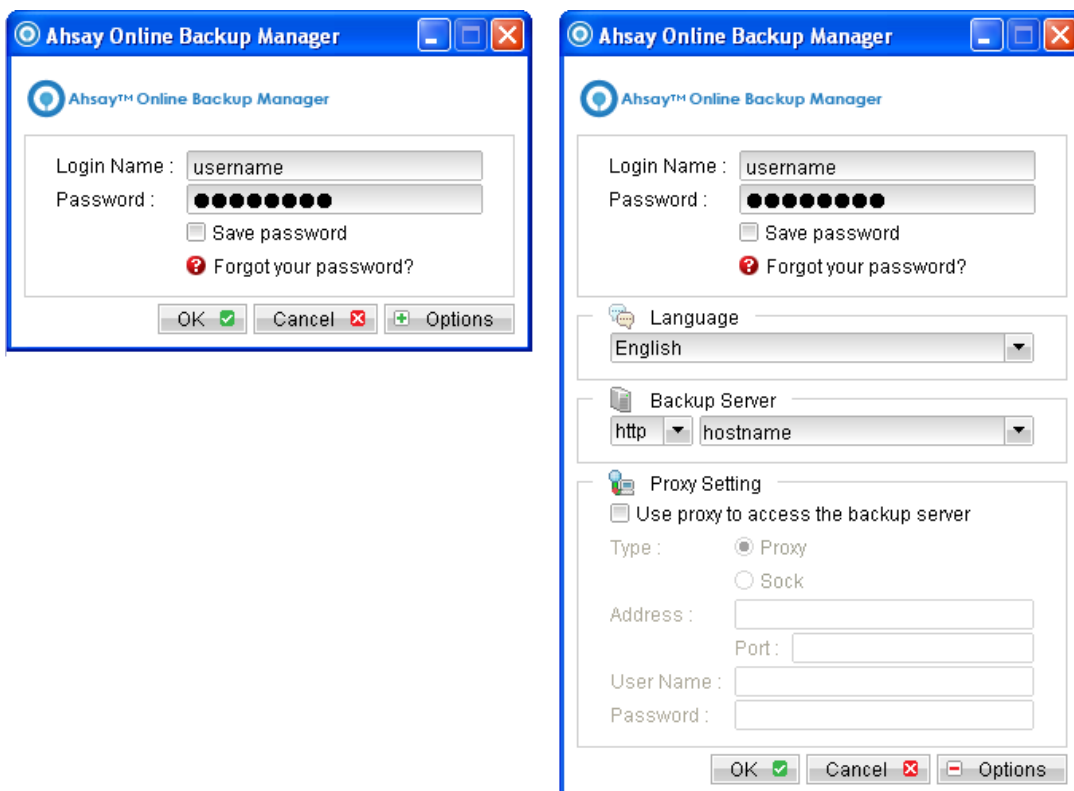 Ahsay Online Backup Manager
Ahsay™ Online Backup Manager
Login Name : username
Password :
Save password
Forgot your password?
OK Cancel Options
Ahsay Online Backup Manager
Ahsay™ Online Backup Manager
Login Name : username
Password :
Save password
Forgot your password?
Language
English
Backup Server
http hostname
Proxy Setting
Use proxy to access the backup server
Type : Proxy
Sock
Address :
Port :
User Name :
Password :
OK Cancel Options